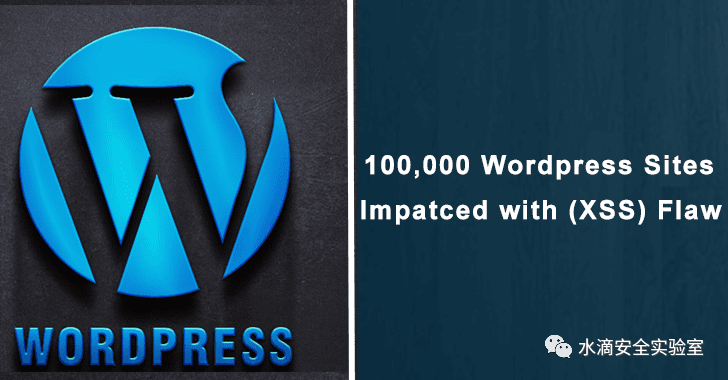 WORDPRESS
100,000 Wordpress Sites
Impatced with (XSS) Flaw
水滴安全实验室